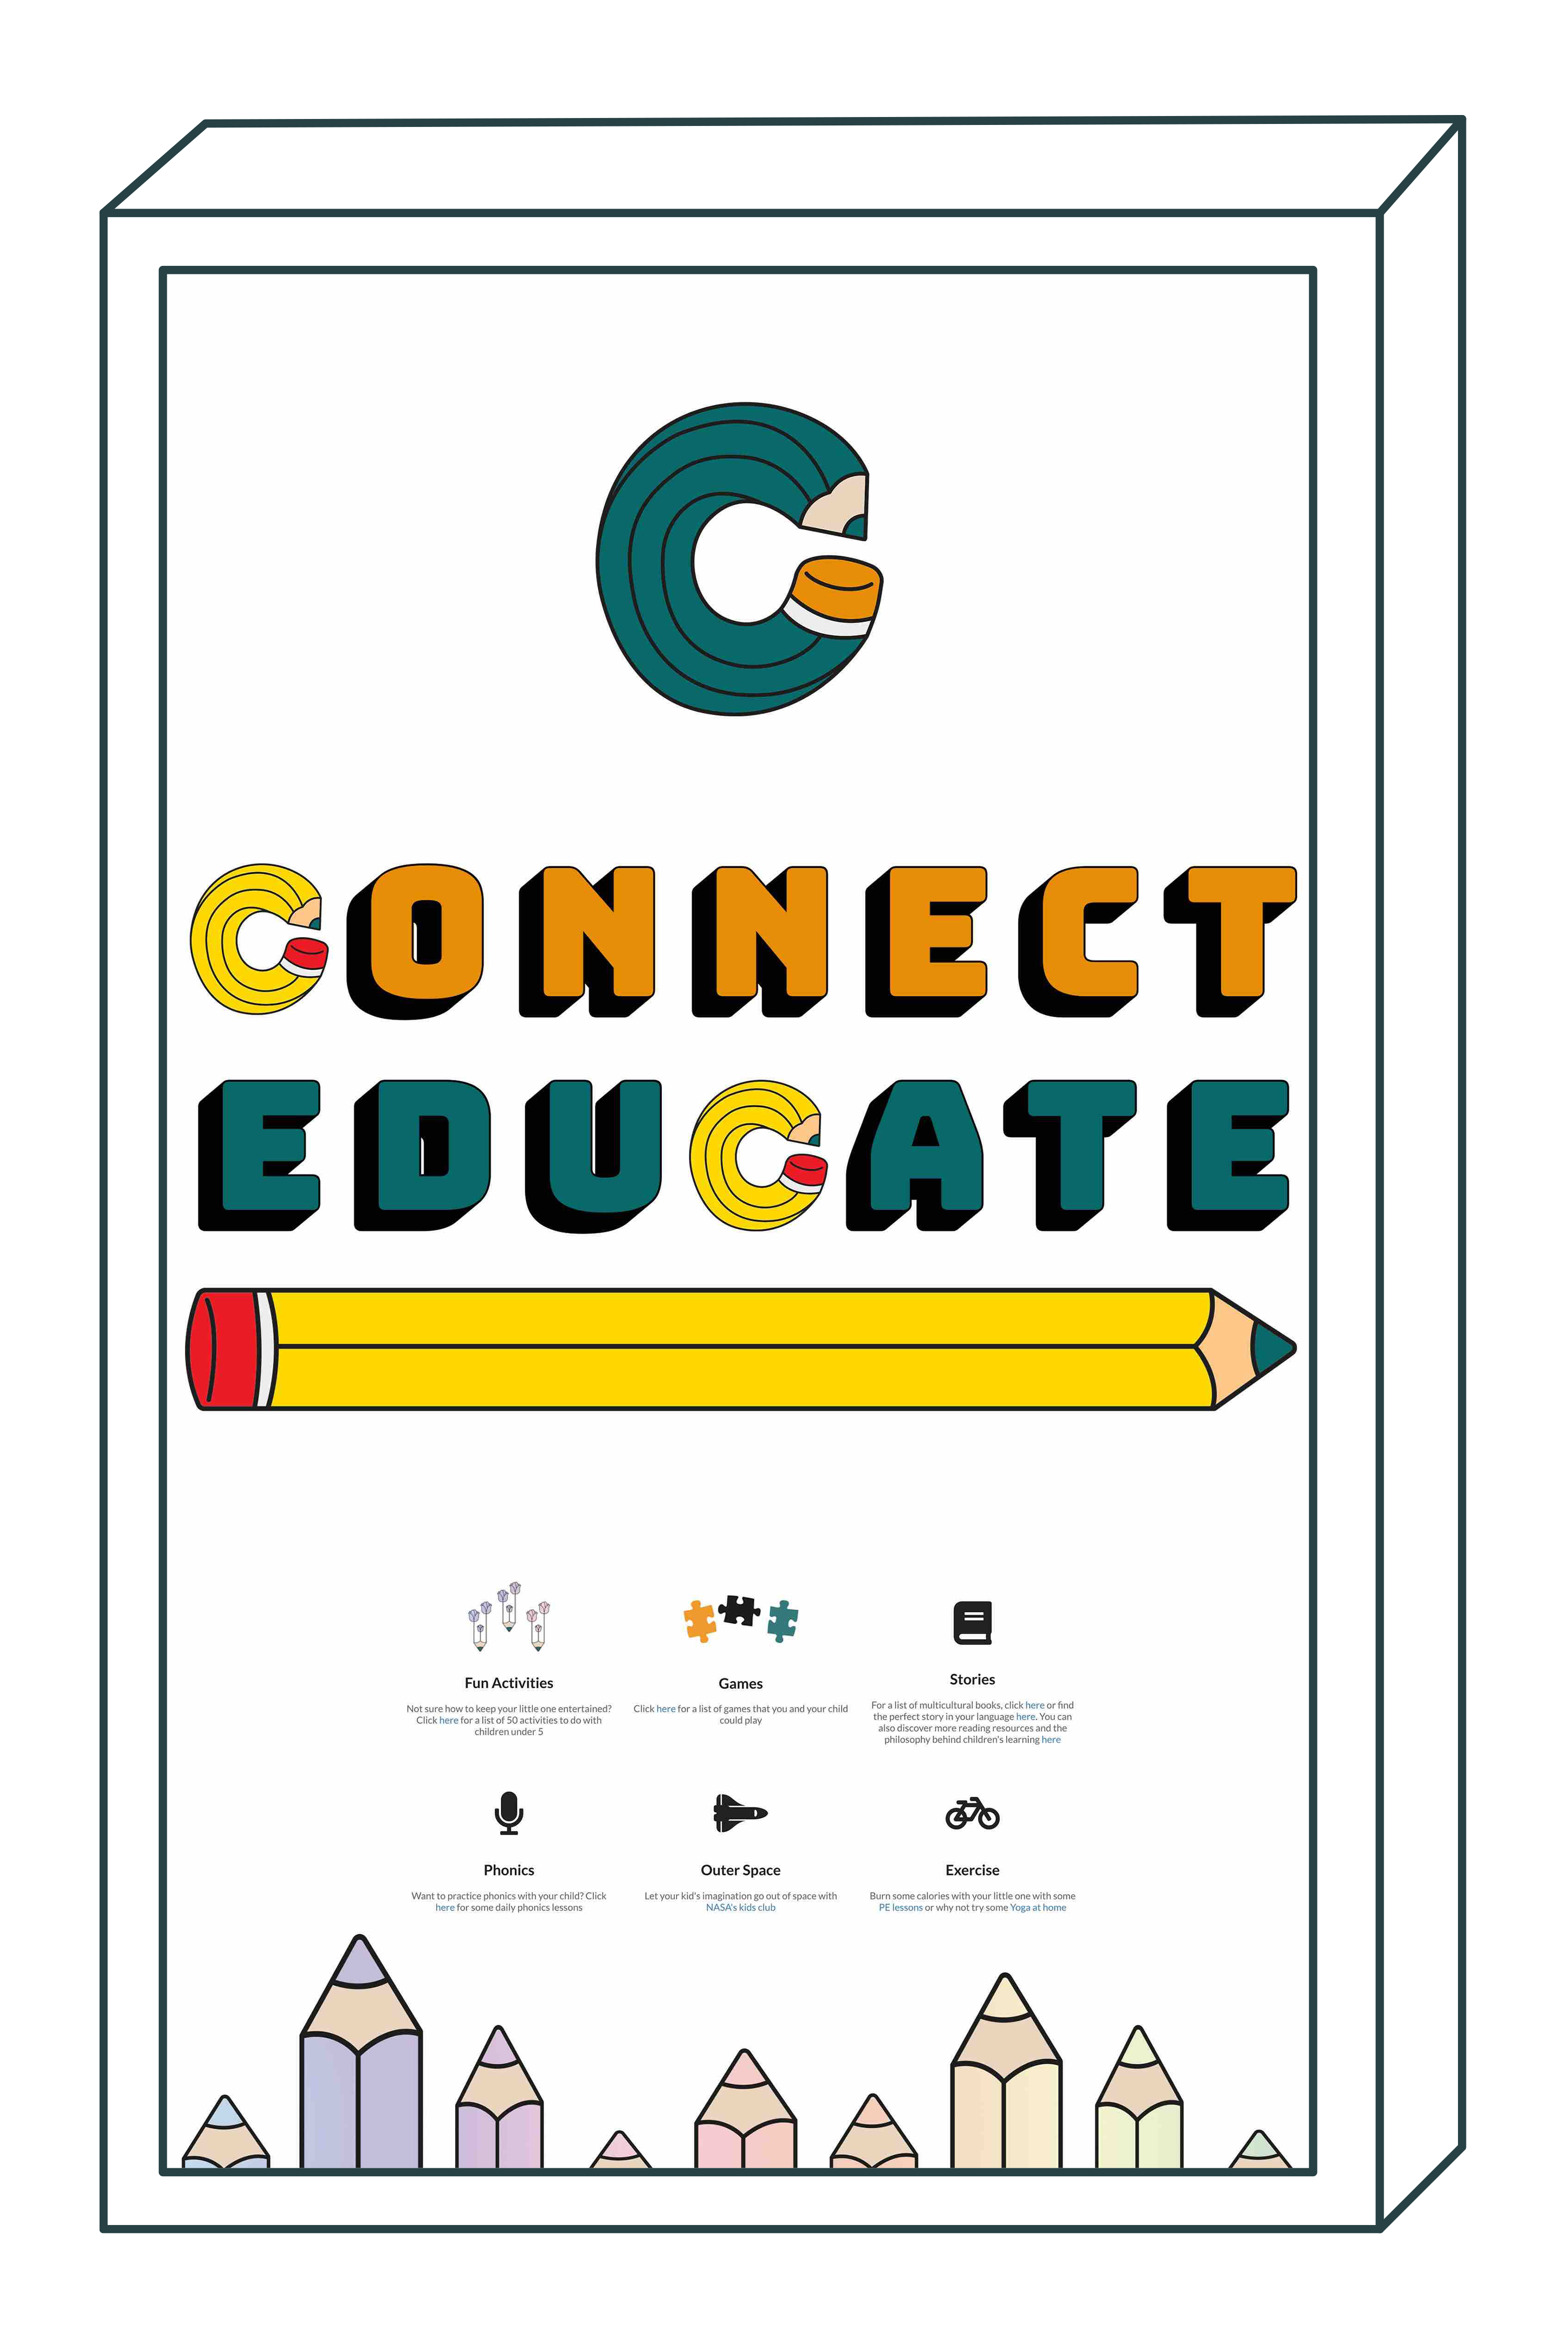 C
CONNECT
EDUCATE
Fun Activities
Not sure how to keep your little one entertained?
Click here for a list of 50 activities to do with
children under 5
Games
Click here for a list of games that you and your child
could play
Stories
For a list of multicultural books, click here or find
the perfect story in your language here. You can
also discover more reading resources and the
philosophy behind children's learning here
Phonics
Want to practice phonics with your child? Click
here for some daily phonics lessons
Outer Space
Let your kid's imagination go out of space with
NASA's kids club
Exercise
Burn some calories with your little one with some
PE lessons or why not try some Yoga at home